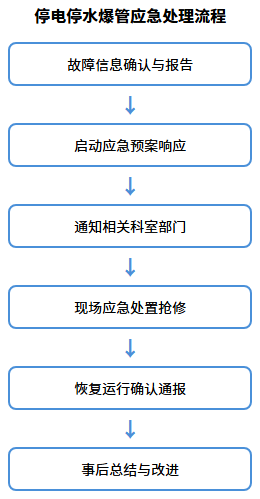 停电停水爆管应急处理流程
故障信息确认与报告
启动应急预案响应
通知相关科室部门
现场应急处置抢修
恢复运行确认通报
事后总结与改进